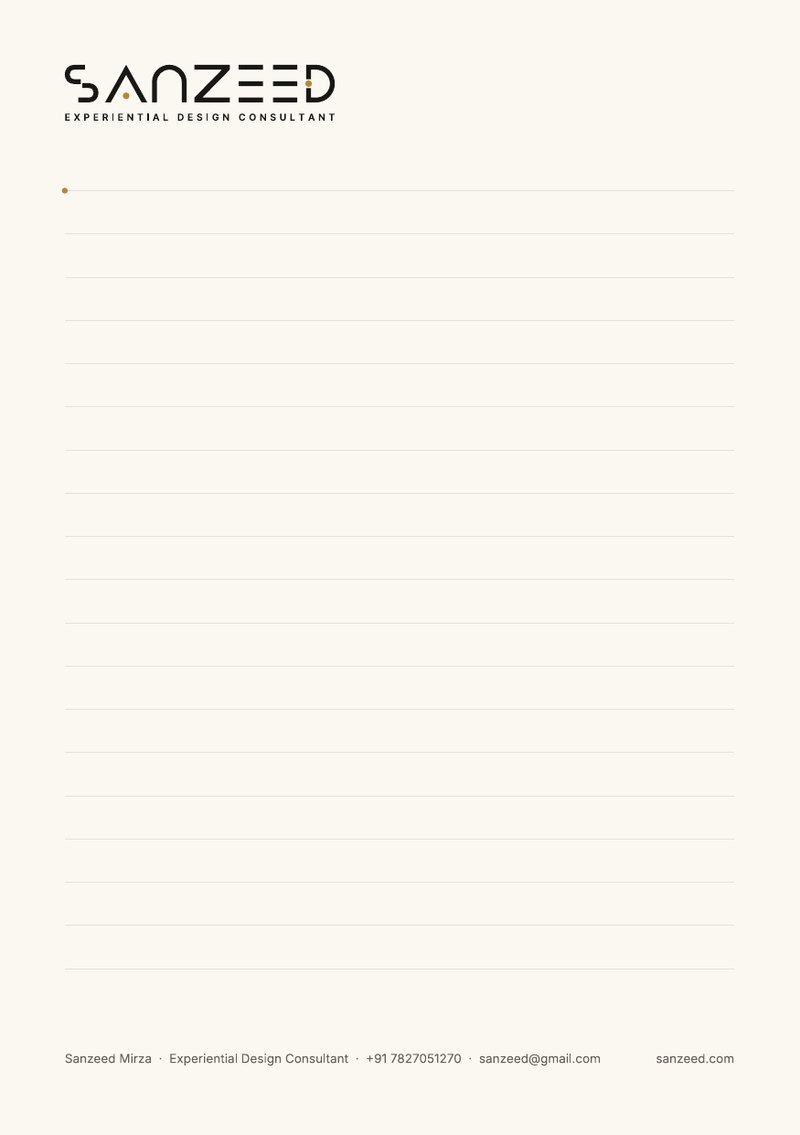 SANZEED
EXPERIENTIAL DESIGN CONSULTANT
Sanzeed Mirza · Experiential Design Consultant · +91 7827051270 · sanzeed@gmail.com sanzeed.com